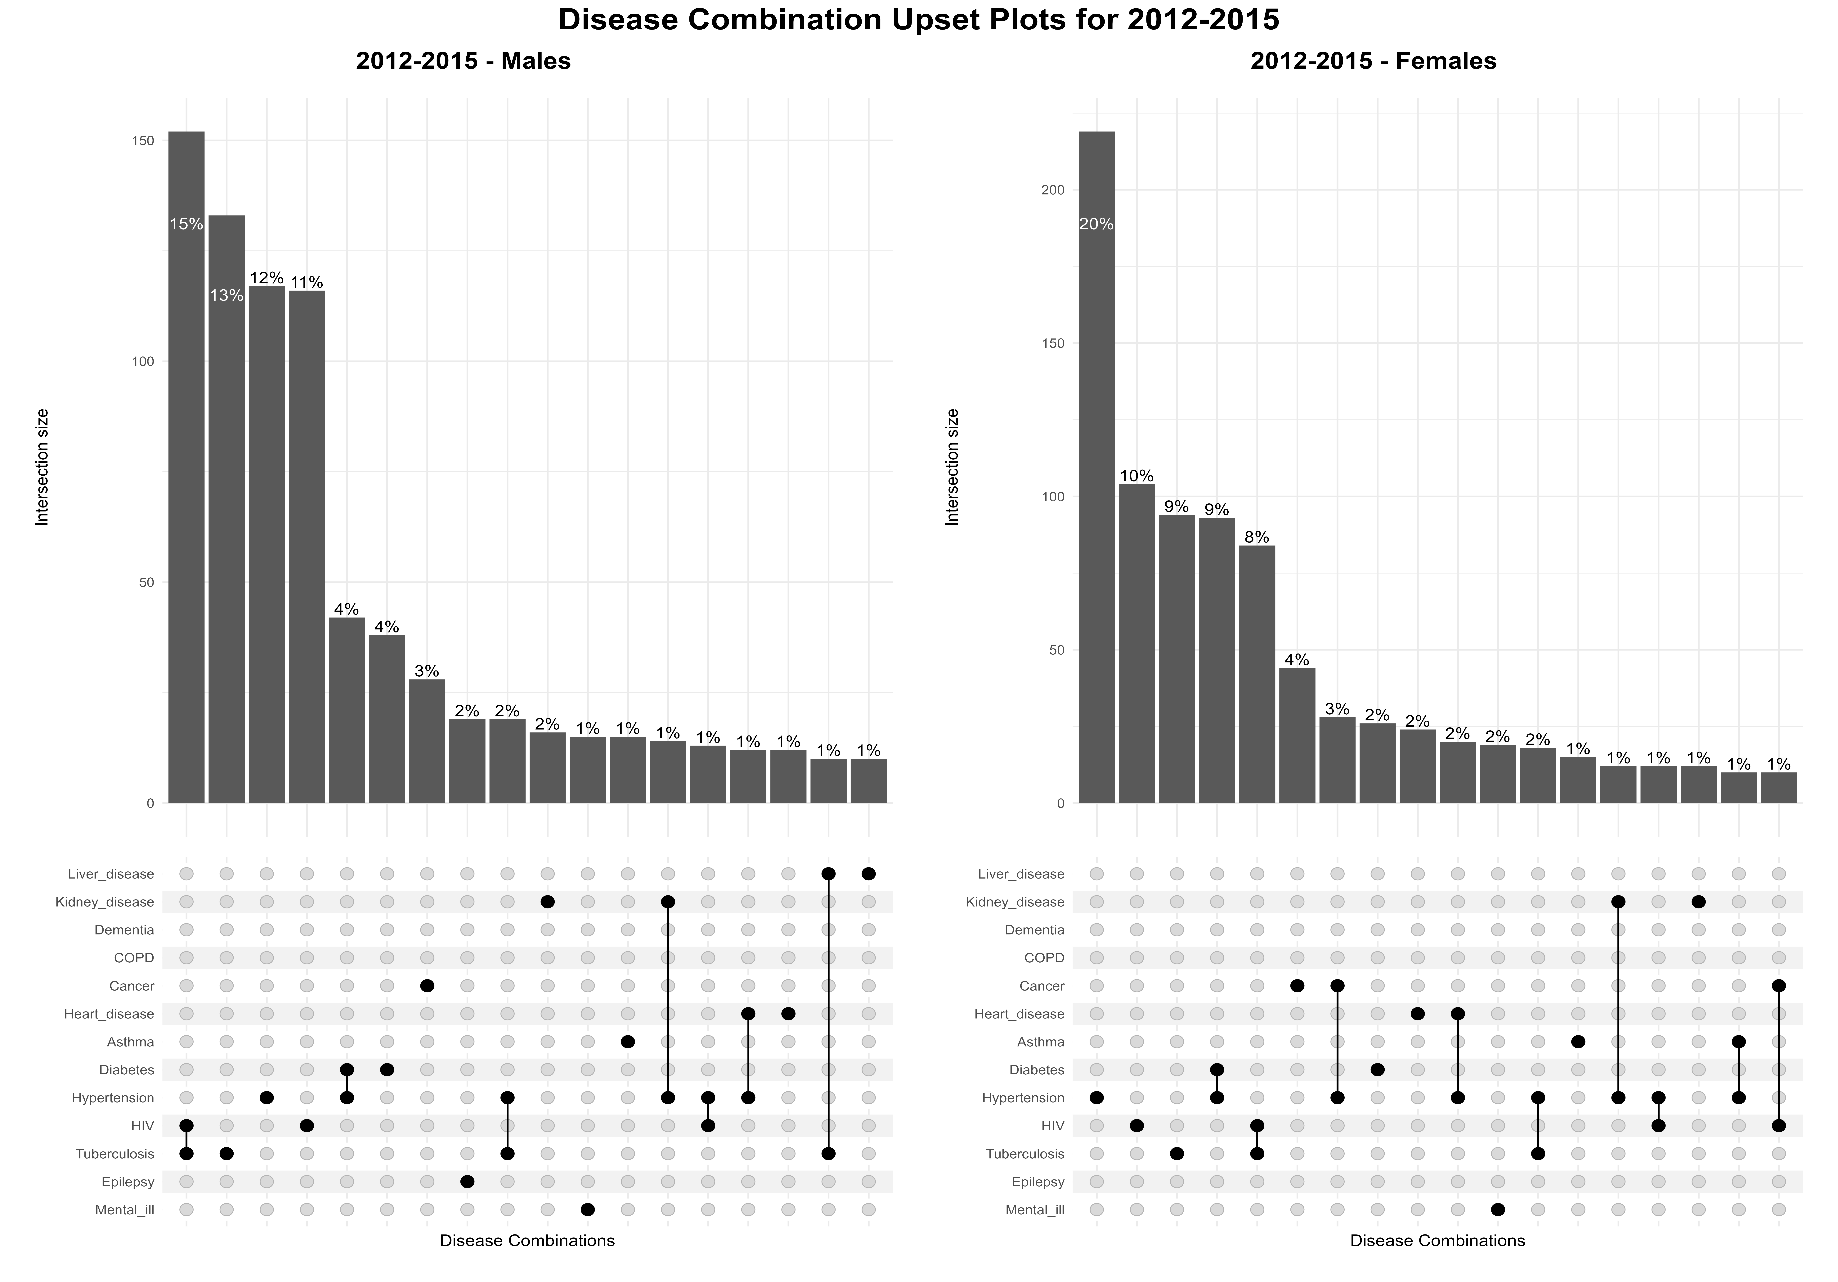 Disease Combination Upset Plots for 2012-2015
2012-2015 - Males
150
100
50
0
Intersection size
15%
13%
12%
11%
4%
4%
3%
2%
2%
2%
1%
1%
1%
1%
1%
1%
1%
1%
Liver_disease
Kidney_disease
Dementia
COPD
Cancer
Heart_disease
Asthma
Diabetes
Hypertension
HIV
Tuberculosis
Epilepsy
Mental_ill
Disease Combinations
2012-2015 - Females
200
150
100
50
0
Intersection size
20%
10%
9%
9%
8%
4%
3%
2%
2%
2%
2%
2%
1%
1%
1%
1%
1%
1%
Liver_disease
Kidney_disease
Dementia
COPD
Cancer
Heart_disease
Asthma
Diabetes
Hypertension
HIV
Tuberculosis
Epilepsy
Mental_ill
Disease Combinations